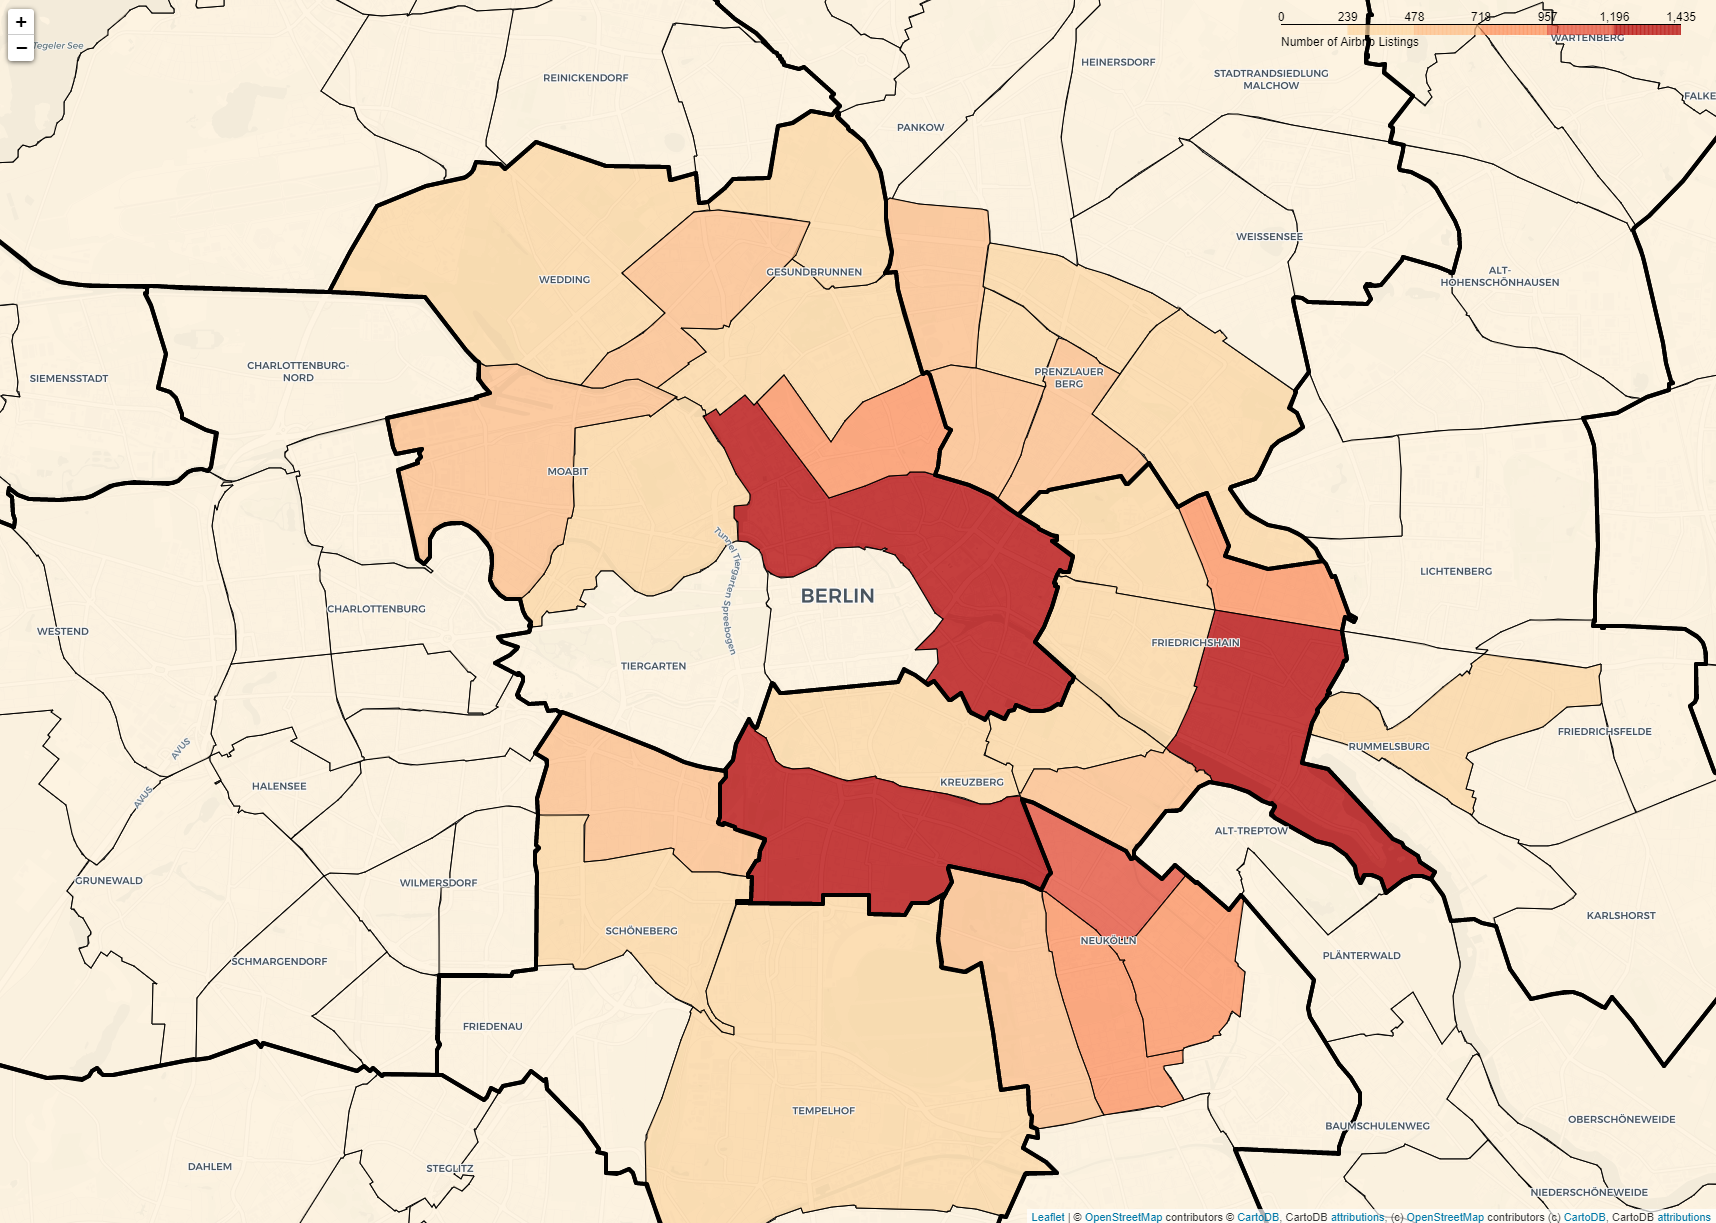 +
−
Tegeler See
0 239 478 718 957 1,196 1,435
Number of Airbnb Listings
WARTENBERG
REINICKENDORF
HEINERSDORF
STADTRANDSIEDLUNG
MALCHOW
FALKE
PANKOW
WEISSENSEE
WEDDING
GESUNDBRUNNEN
ALT-
HOHENSCHÖNHAUSEN
SIEMENSSTADT
CHARLOTTENBURG-
NORD
PRENZLAUER
BERG
MOABIT
Tunnel Tiergarten Spreebogen
LICHTENBERG
BERLIN
CHARLOTTENBURG
WESTEND
FRIEDRICHSHAIN
TIERGARTEN
AVUS
RUMMELSBURG
FRIEDRICHSFELDE
HALENSEE
AVUS
KREUZBERG
ALT-TREPTOW
GRUNEWALD
WILMERSDORF
KARLSHORST
SCHÖNEBERG
NEUKÖLLN
PLÄNTERWALD
SCHMARGENDORF
FRIEDENAU
TEMPELHOF
OBERSCHÖNEWEIDE
BAUMSCHULENWEG
DAHLEM
STEGLITZ
NIEDERSCHÖNEWEIDE
Leaflet | © OpenStreetMap contributors © CartoDB, CartoDB attributions, (c) OpenStreetMap contributors (c) CartoDB, CartoDB attributions